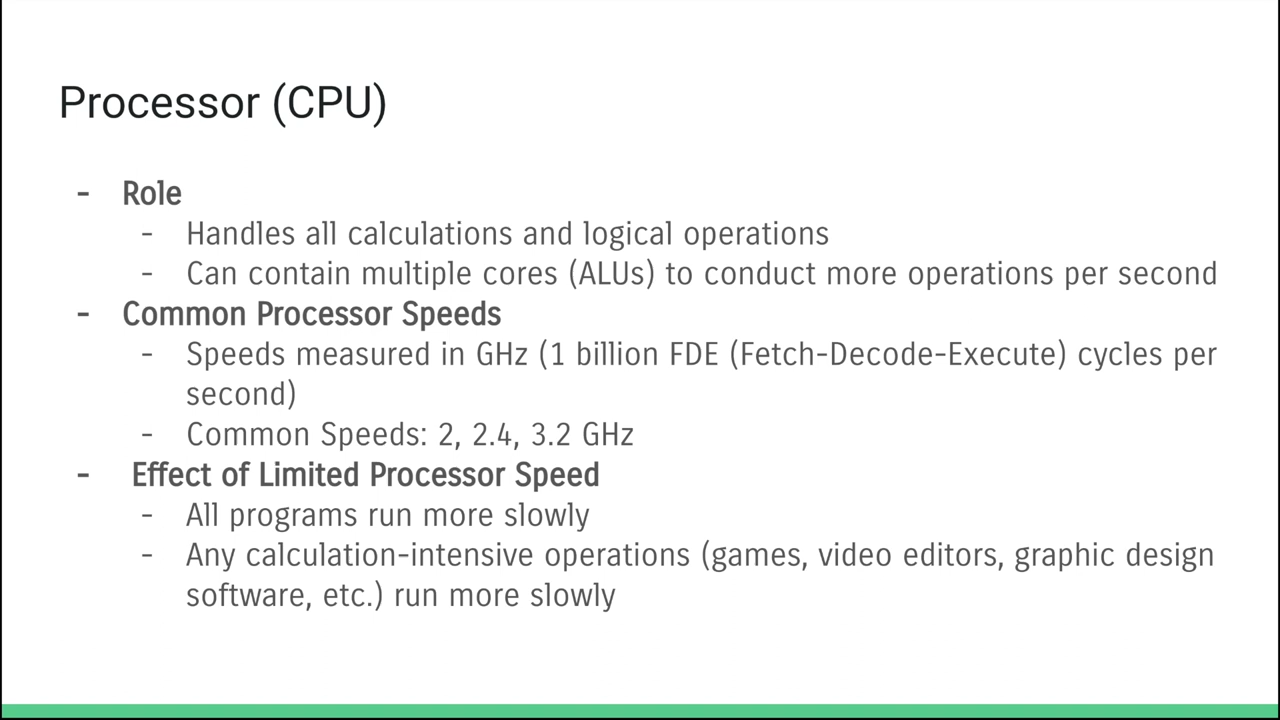 Processor (CPU)
- Role
- Handles all calculations and logical operations
- Can contain multiple cores (ALUs) to conduct more operations per second
- Common Processor Speeds
- Speeds measured in GHz (1 billion FDE (Fetch-Decode-Execute) cycles per
second)
- Common Speeds: 2, 2.4, 3.2 GHz
- Effect of Limited Processor Speed
- All programs run more slowly
- Any calculation-intensive operations (games, video editors, graphic design
software, etc.) run more slowly